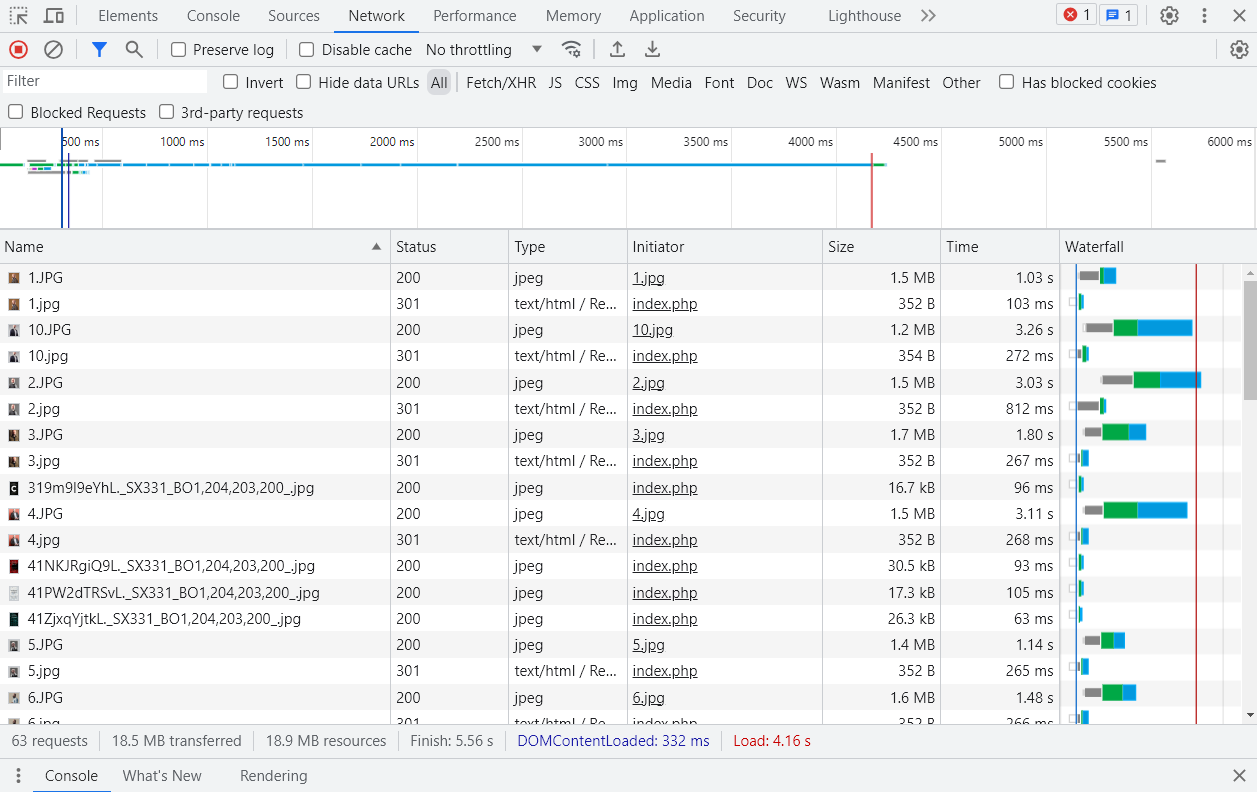 Elements Console Sources Network Performance Memory Application Security Lighthouse 1 1
Preserve log Disable cache No throttling
Filter Invert Hide data URLs All Fetch/XHR JS CSS Img Media Font Doc WS Wasm Manifest Other Has blocked cookies
Blocked Requests 3rd-party requests
500 ms 1000 ms 1500 ms 2000 ms 2500 ms 3000 ms 3500 ms 4000 ms 4500 ms 5000 ms 5500 ms 6000 ms
Name Status Type Initiator Size Time Waterfall
1.JPG 200 jpeg 1.jpg 1.5 MB 1.03 s
1.jpg 301 text/html / Re... index.php 352 B 103 ms
10.JPG 200 jpeg 10.jpg 1.2 MB 3.26 s
10.jpg 301 text/html / Re... index.php 354 B 272 ms
2.JPG 200 jpeg 2.jpg 1.5 MB 3.03 s
2.jpg 301 text/html / Re... index.php 352 B 812 ms
3.JPG 200 jpeg 3.jpg 1.7 MB 1.80 s
3.jpg 301 text/html / Re... index.php 352 B 267 ms
319m9I9eYhL._SX331_BO1,204,203,200_.jpg 200 jpeg index.php 16.7 kB 96 ms
4.JPG 200 jpeg 4.jpg 1.5 MB 3.11 s
4.jpg 301 text/html / Re... index.php 352 B 268 ms
41NKJRgiQ9L._SX331_BO1,204,203,200_.jpg 200 jpeg index.php 30.5 kB 93 ms
41PW2dTRSvL._SX331_BO1,204,203,200_.jpg 200 jpeg index.php 17.3 kB 105 ms
41ZjxqYjtkL._SX331_BO1,204,203,200_.jpg 200 jpeg index.php 26.3 kB 63 ms
5.JPG 200 jpeg 5.jpg 1.4 MB 1.14 s
5.jpg 301 text/html / Re... index.php 352 B 265 ms
6.JPG 200 jpeg 6.jpg 1.6 MB 1.48 s
6.jpg 301 text/html / Re... index.php 352 B 266 ms
63 requests 18.5 MB transferred 18.9 MB resources Finish: 5.56 s DOMContentLoaded: 332 ms Load: 4.16 s
Console What's New Rendering